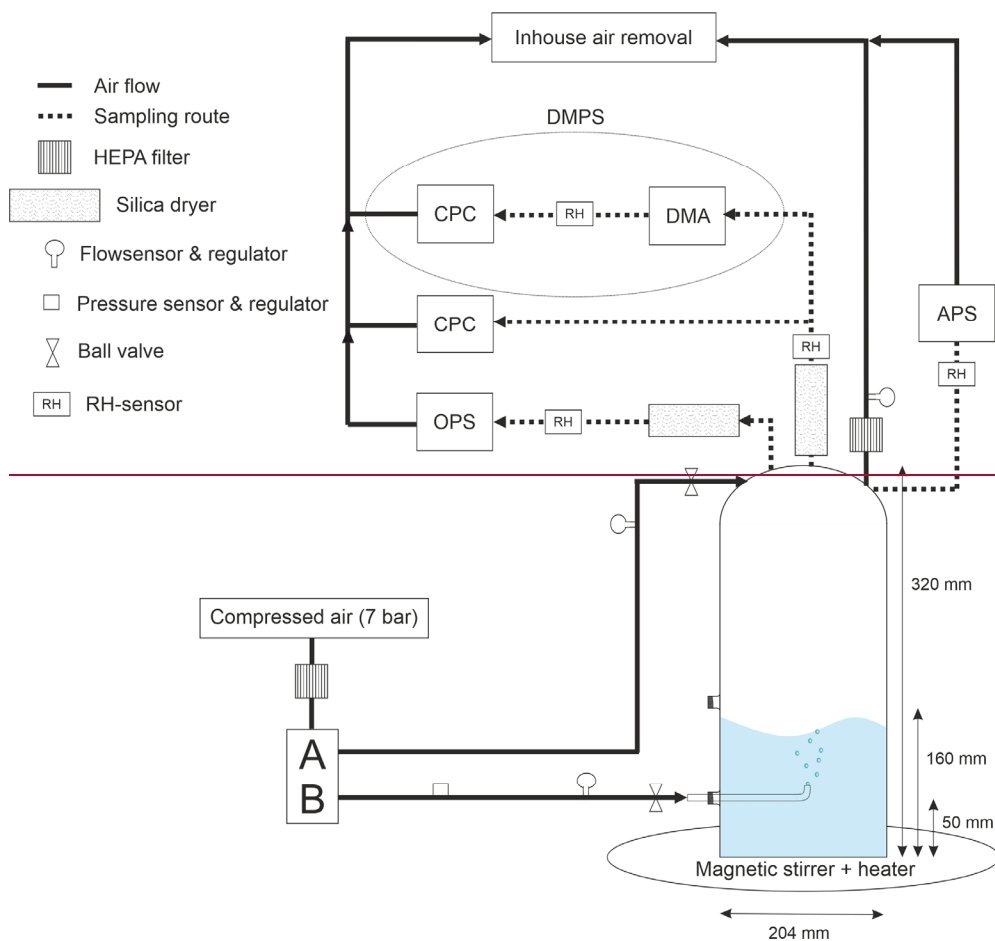 Inhouse air removal
Air flow
Sampling route
HEPA filter
Silica dryer
Flowsensor & regulator
Pressure sensor & regulator
Ball valve
RH
RH-sensor
DMPS
CPC
RH
DMA
CPC
RH
OPS
RH
APS
RH
320 mm
Compressed air (7 bar)
A
B
160 mm
50 mm
Magnetic stirrer + heater
204 mm